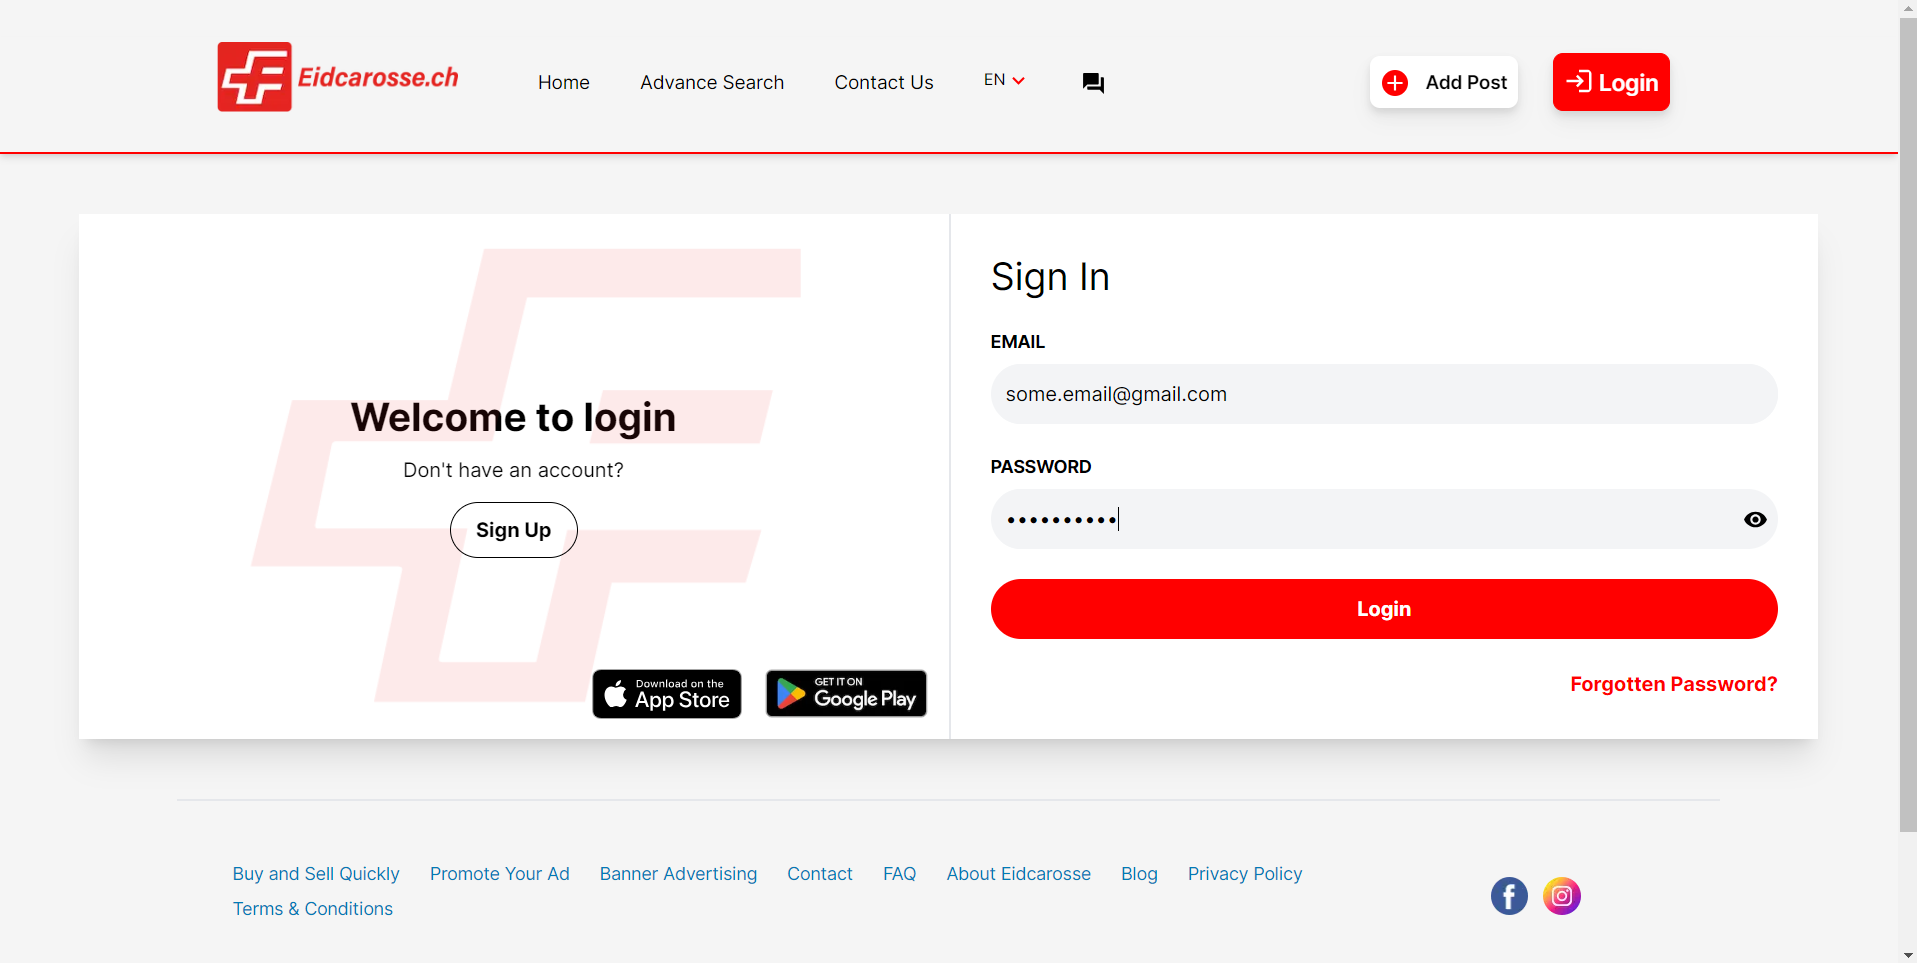 Eidcarosse.ch
Home
Advance Search
Contact Us
EN
Add Post
Login
Welcome to login
Don't have an account?
Sign Up
Download on the
App Store
GET IT ON
Google Play
Sign In
EMAIL
some.email@gmail.com
PASSWORD
••••••••••
Login
Forgotten Password?
Buy and Sell Quickly
Promote Your Ad
Banner Advertising
Contact
FAQ
About Eidcarosse
Blog
Privacy Policy
Terms & Conditions